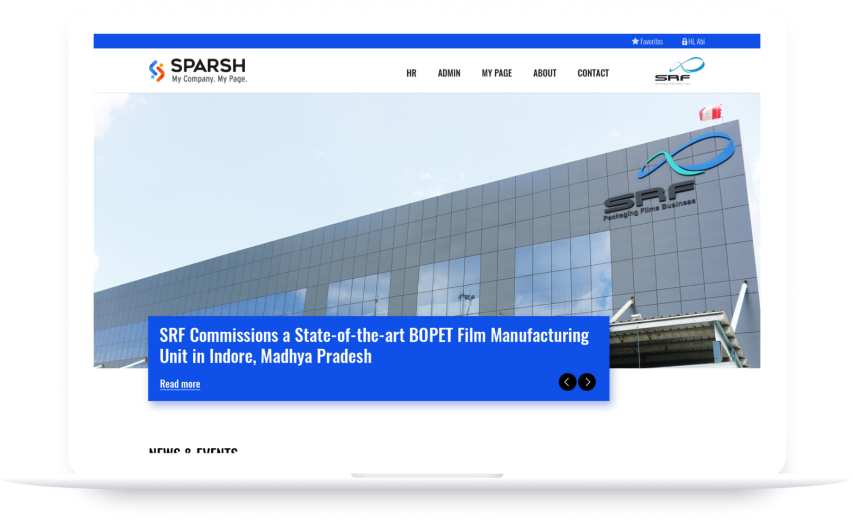 Favorites Hi, Abi
SPARSH
My Company. My Page.
HR ADMIN MY PAGE ABOUT CONTACT
SRF
SRF
Packaging Films Business
SRF Commissions a State-of-the-art BOPET Film Manufacturing
Unit in Indore, Madhya Pradesh
Read more
NEWS & EVENTS